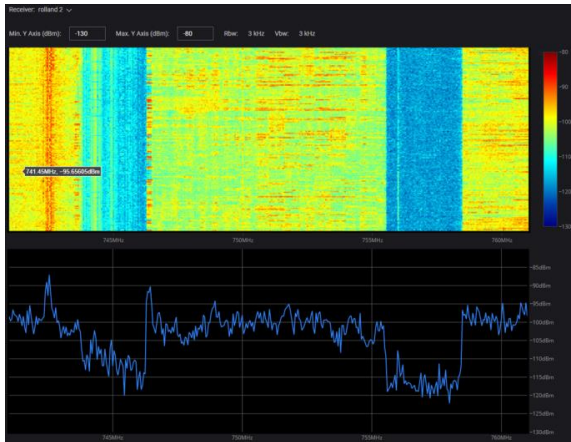 Receiver: rolland 2
Min. Y Axis (dBm): -130 Max. Y Axis (dBm): -80 Rbw: 3 kHz Vbw: 3 kHz
-80
-90
-100
-110
-120
-130
741.45MHz, -95.65605dBm
745MHz 750MHz 755MHz 760MHz
-85dBm
-90dBm
-95dBm
-100dBm
-105dBm
-110dBm
-115dBm
-120dBm
-125dBm
-130dBm
745MHz 750MHz 755MHz 760MHz